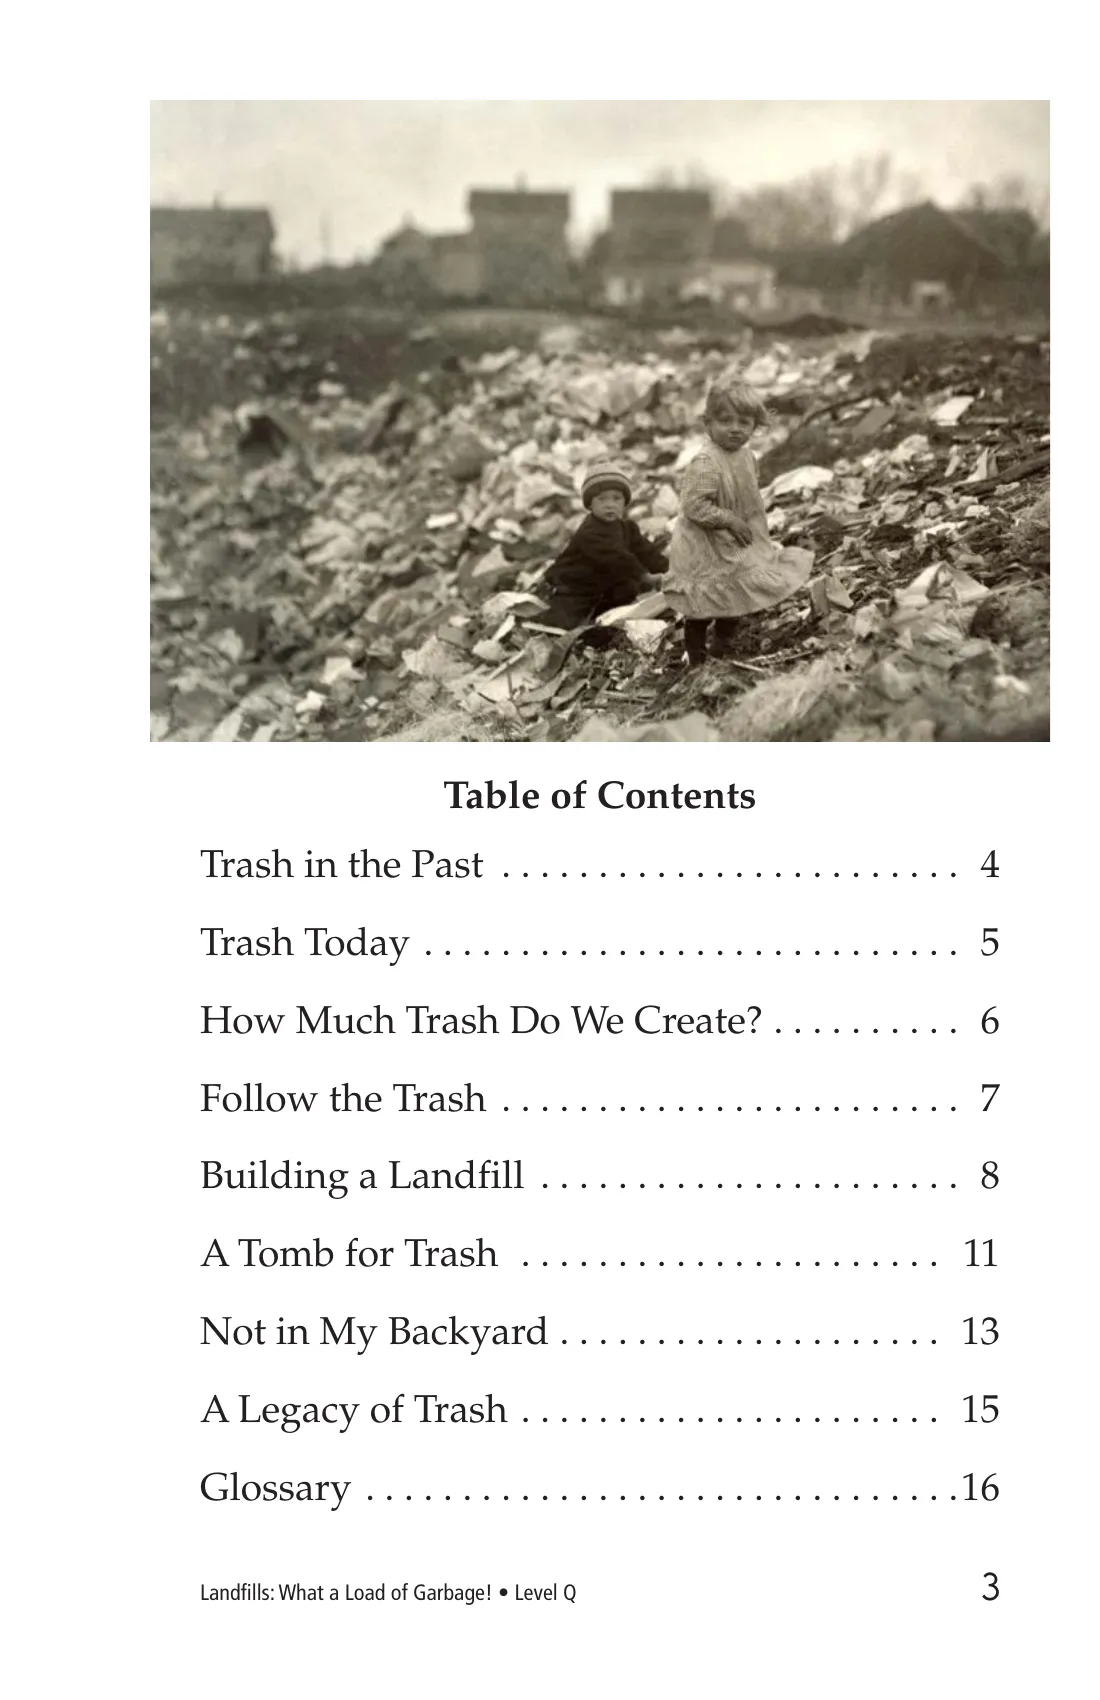 Table of Contents
Trash in the Past . . . . . . . . . . . . . . . . . . . . . . . . 4
Trash Today . . . . . . . . . . . . . . . . . . . . . . . . . . . . 5
How Much Trash Do We Create? . . . . . . . . . . 6
Follow the Trash . . . . . . . . . . . . . . . . . . . . . . . . 7
Building a Landfill . . . . . . . . . . . . . . . . . . . . . . 8
A Tomb for Trash . . . . . . . . . . . . . . . . . . . . . . 11
Not in My Backyard . . . . . . . . . . . . . . . . . . . . 13
A Legacy of Trash . . . . . . . . . . . . . . . . . . . . . . 15
Glossary . . . . . . . . . . . . . . . . . . . . . . . . . . . . . . . 16
Landfills: What a Load of Garbage! • Level Q 3